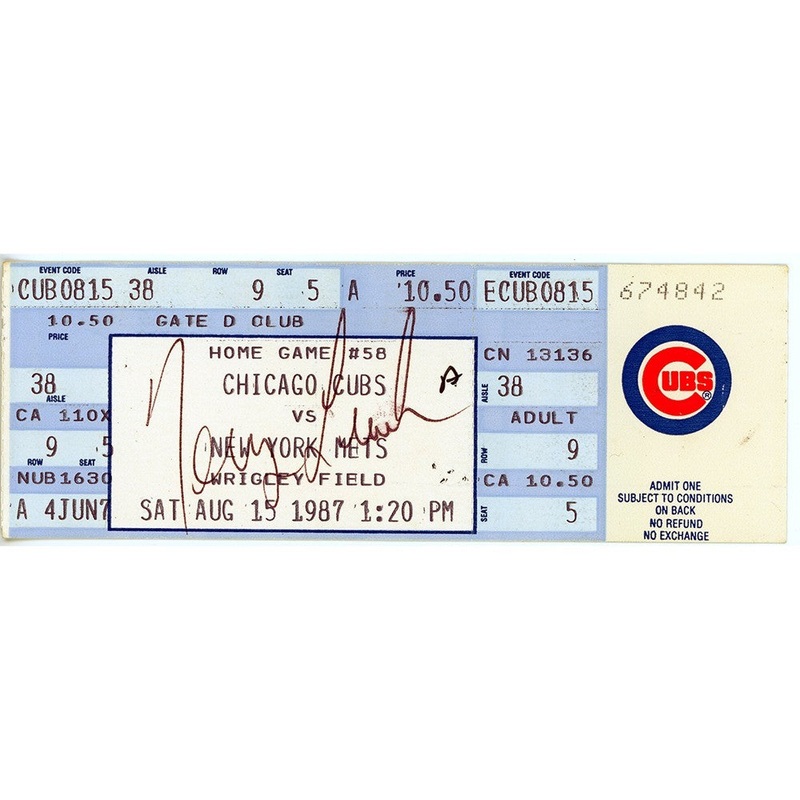 EVENT CODE AISLE ROW SEAT PRICE EVENT CODE
CUB0815 38 9 5 A 10.50 ECUB0815 674842
10.50 GATE D CLUB
PRICE
HOME GAME #58 CN 13136
38 CHICAGO CUBS A 38
AISLE AISLE
CA 110X VS ADULT
CUBS®
9 5 NEW YORK METS 9
ROW SEAT ROW
NUB1630 WRIGLEY FIELD CA 10.50
A 4JUN7 SAT AUG 15 1987 1:20 PM 5
SEAT
ADMIT ONE
SUBJECT TO CONDITIONS
ON BACK
NO REFUND
NO EXCHANGE